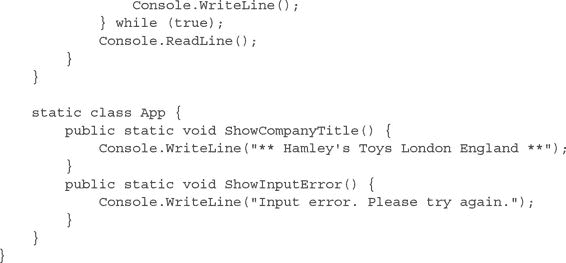 Console.WriteLine();
            } while (true);
            Console.ReadLine();
        }
    }

    static class App {
        public static void ShowCompanyTitle() {
            Console.WriteLine("** Hamley's Toys London England **");
        }
        public static void ShowInputError() {
            Console.WriteLine("Input error. Please try again.");
        }
    }
}